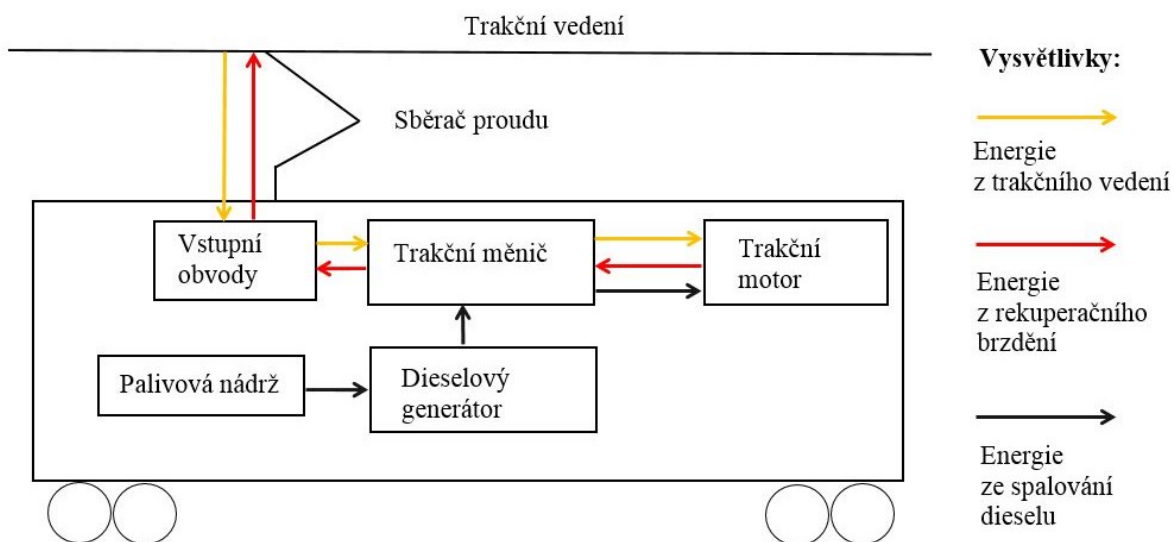 Trakční vedení
Sběrač proudu
Vstupní
obvody
Trakční měnič
Trakční
motor
Palivová nádrž
Dieselový
generátor
Vysvětlivky:
Energie
z trakčního vedení
Energie
z rekuperačního
brzdění
Energie
ze spalování
dieselu